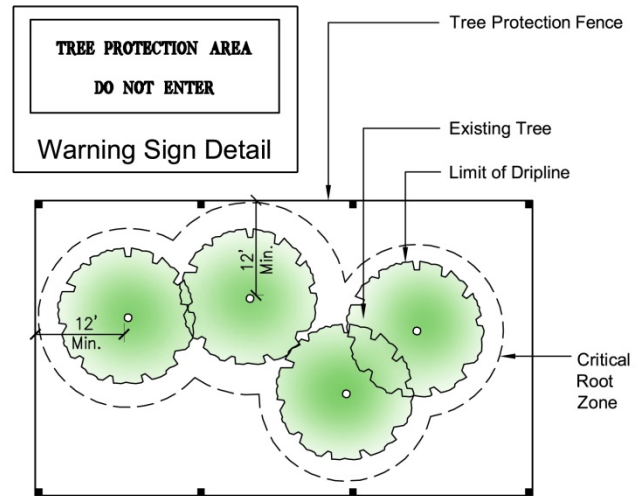 TREE PROTECTION AREA
DO NOT ENTER
Warning Sign Detail
Tree Protection Fence
Existing Tree
Limit of Dripline
12'
Min.
12'
Min.
Critical
Root
Zone